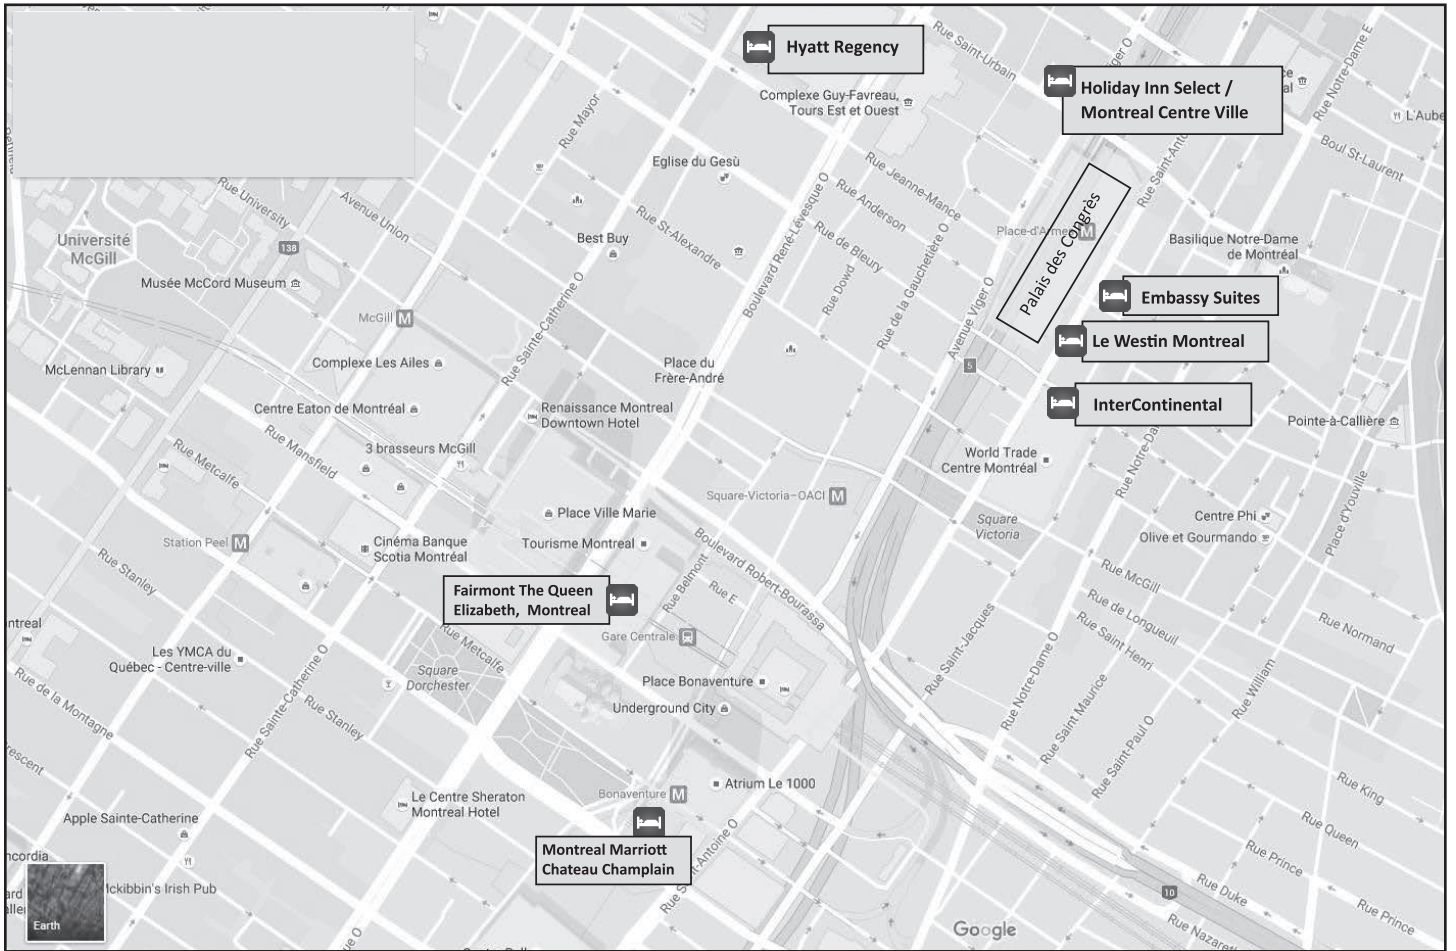 Hyatt Regency
Rue Saint-Urbain
Holiday Inn Select /
Montreal Centre Ville
Rue Notre-Dame E
L'Aube
Complexe Guy-Favreau,
Tours Est et Ouest
Rue Mayor
Boul St-Laurent
Eglise du Gesù
Rue Jeanne-Mance
Rue Anderson
Rue University
Avenue Union
Rue St-Alexandre
Boulevard René-Lévesque O
Rue de Bleury
Place-d'Armes
Palais des Congrès
Université
McGill
138
Best Buy
Basilique Notre-Dame
de Montréal
Musée McCord Museum
Rue Dowd
Rue de la Gauchetière O
Avenue Viger O
Embassy Suites
McGill
Rue Sainte-Catherine O
Le Westin Montreal
Complexe Les Ailes
McLennan Library
Place du
Frère-André
5
Centre Eaton de Montréal
Renaissance Montreal
Downtown Hotel
InterContinental
Pointe-à-Callière
Rue Mansfield
3 brasseurs McGill
World Trade
Centre Montréal
Rue Metcalfe
Square-Victoria-OACI
Place Ville Marie
Square
Victoria
Centre Phi
Olive et Gourmando
Place d'Youville
Station Peel
Cinéma Banque
Scotia Montréal
Tourisme Montreal
Boulevard Robert-Bourassa
Rue Stanley
Fairmont The Queen
Elizabeth, Montreal
Rue Belmont
Rue E
Rue McGill
Rue de Longueuil
Rue Saint Henri
Rue Normand
Gare Centrale
Rue Metcalfe
Les YMCA du
Québec - Centre-ville
Square
Dorchester
Rue Saint-Jacques
Rue Notre-Dame O
Rue Saint Maurice
Rue William
Place Bonaventure
Underground City
Rue de la Montagne
Rue Sainte-Catherine O
Rue Stanley
Rue Saint-Paul O
Bonaventure
Atrium Le 1000
Rue King
Le Centre Sheraton
Montreal Hotel
Apple Sainte-Catherine
Rue Queen
Montreal Marriott
Chateau Champlain
Rue Prince
Rue Duke
10
Rue Prince
Earth
Google